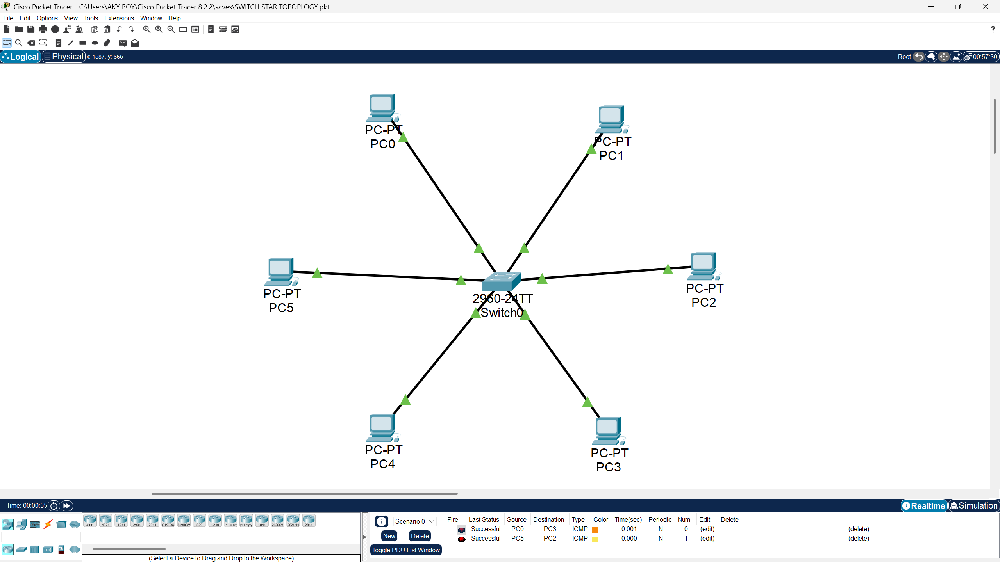 Cisco Packet Tracer - C:\Users\AKY BOY\Cisco Packet Tracer 8.2.2\saves\SWITCH STAR TOPOPLOGY.pkt
File Edit Options View Tools Extensions Window Help
?
Logical Physical x: 1587, y: 665 Root 00:57:30
PC-PT
PC0
PC-PT
PC1
PC-PT
PC5
PC-PT
PC2
2960-24TT
Switch0
PC-PT
PC4
PC-PT
PC3
Time: 00:00:55 Realtime Simulation
4331 4321 1941 2901 2911 819IOX 819HGW 829 1240 PT-Router PT-Empty 1841 2620XM 2621XM 2811
(Select a Device to Drag and Drop to the Workspace)
Scenario 0
New Delete
Toggle PDU List Window
Fire Last Status Source Destination Type Color Time(sec) Periodic Num Edit Delete
Successful PC0 PC3 ICMP 0.001 N 0 (edit) (delete)
Successful PC5 PC2 ICMP 0.000 N 1 (edit) (delete)